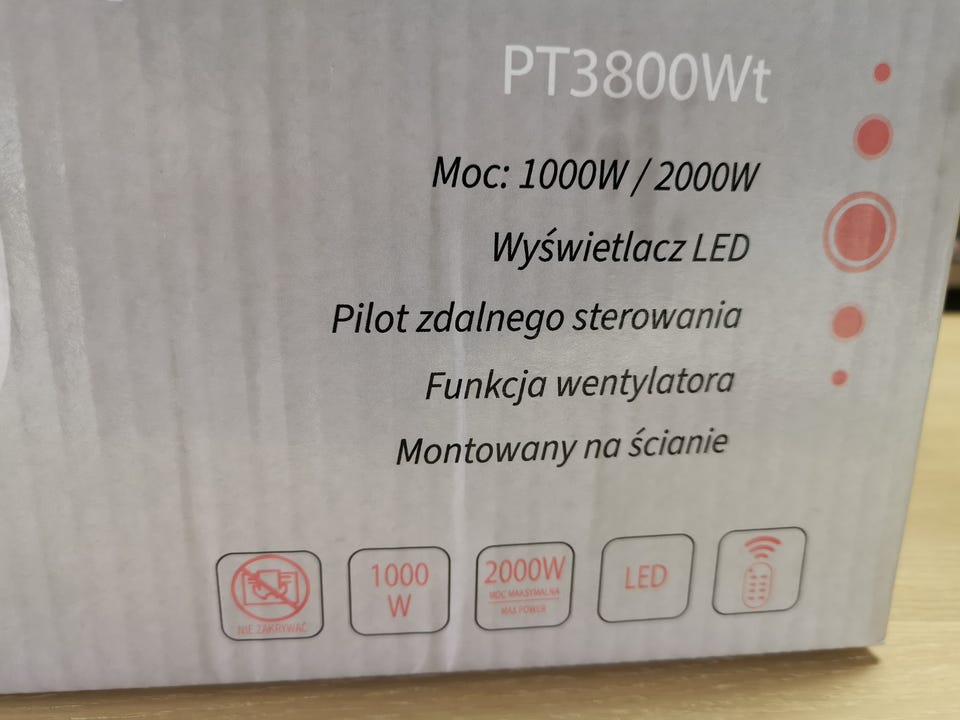 PT3800Wt
Moc: 1000W / 2000W
Wyświetlacz LED
Pilot zdalnego sterowania
Funkcja wentylatora
Montowany na ścianie
NIE ZAKRYWAĆ
1000
W
2000W
MOC MAKSYMALNA
MAX POWER
LED